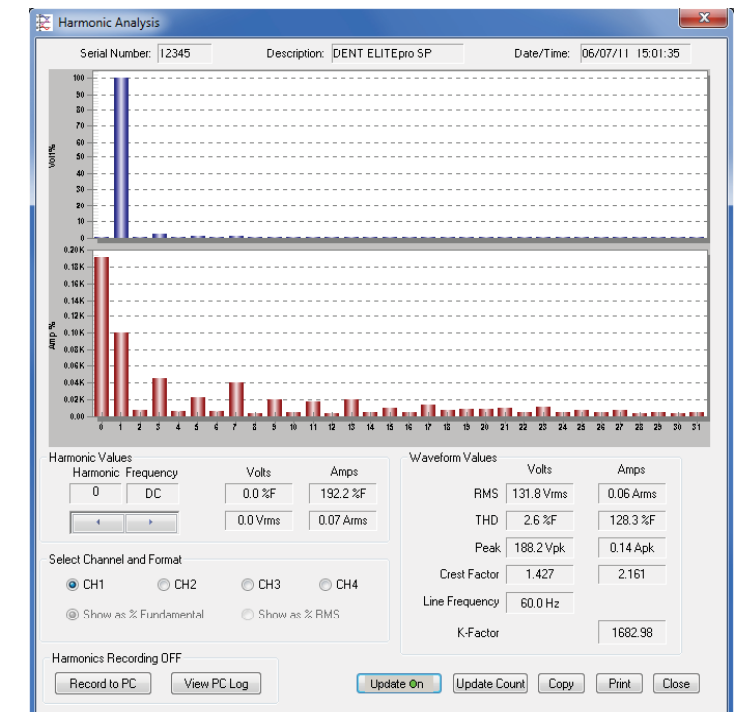 Harmonic Analysis
Serial Number: 12345 Description: DENT ELITEpro SP Date/Time: 06/07/11 15:01:35
100
90
80
70
60
50
40
30
20
10
0
Volt%
0.20 K
0.18K
0.16K
0.14K
0.12K
0.10K
0.08K
0.06K
0.04K
0.02K
0.00
Amp %
0 1 2 3 4 5 6 7 8 9 10 11 12 13 14 15 16 17 18 19 20 21 22 23 24 25 26 27 28 29 30 31
Harmonic Values
Harmonic Frequency Volts Amps
0 DC 0.0 %F 192.2 %F
0.0 Vrms 0.07 Arms
Select Channel and Format
CH1 CH2 CH3 CH4
Show as % Fundamental Show as % RMS
Harmonics Recording OFF
Record to PC View PC Log
Waveform Values
Volts Amps
RMS 131.8 Vrms 0.06 Arms
THD 2.6 %F 128.3 %F
Peak 188.2 Vpk 0.14 Apk
Crest Factor 1.427 2.161
Line Frequency 60.0 Hz
K-Factor 1682.98
Update On Update Count Copy Print Close